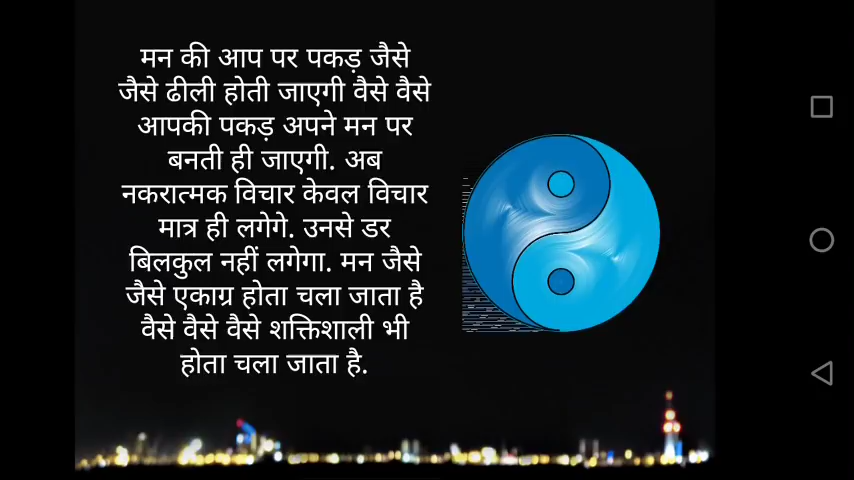 मन की आप पर पकड़ जैसे
जैसे ढीली होती जाएगी वैसे वैसे
आपकी पकड़ अपने मन पर
बनती ही जाएगी. अब
नकरात्मक विचार केवल विचार
मात्र ही लगेगे. उनसे डर
बिलकुल नहीं लगेगा. मन जैसे
जैसे एकाग्र होता चला जाता है
वैसे वैसे वैसे शक्तिशाली भी
होता चला जाता है.